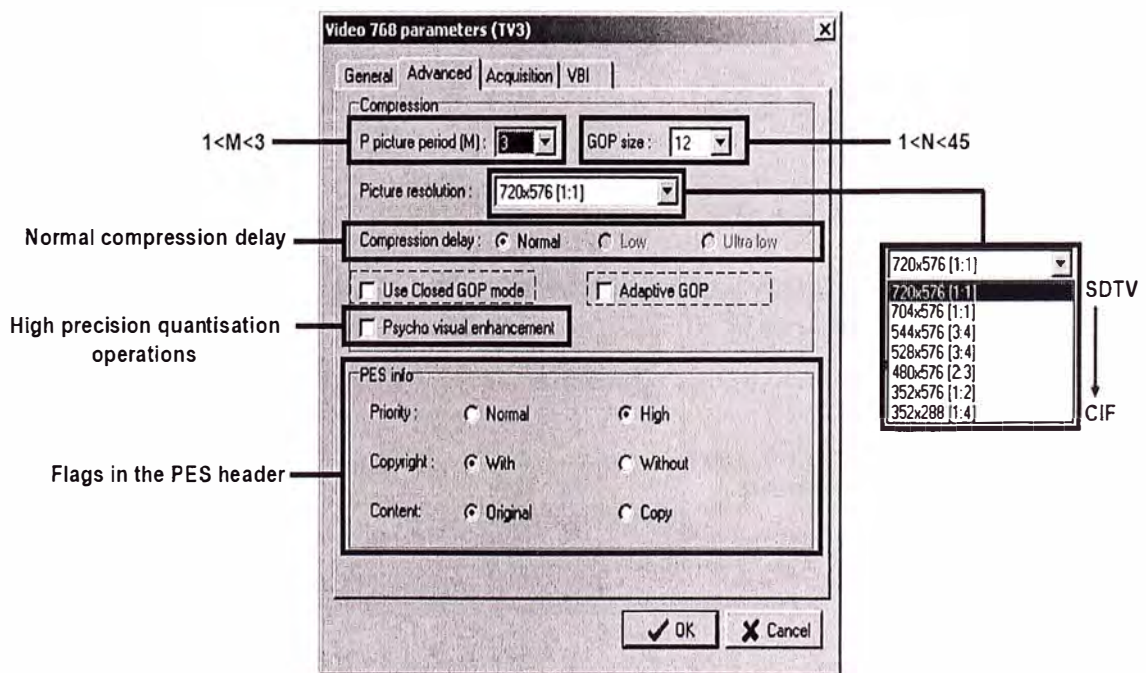 Video 768 parameters (TV3)
General Advanced Acquisition VBI
Compression
1<M<3
P picture period (M) : 3
GOP size : 12
1<N<45
Picture resolution : 720x576 [1:1]
Normal compression delay
Compression delay : Normal Low Ultra low
Use Closed GOP mode
Adaptive GOP
High precision quantisation
operations
Psycho visual enhancement
720x576 [1:1]
720x576 [1:1]
704x576 [1:1]
544x576 [3:4]
528x576 [3:4]
480x576 [2:3]
352x576 [1:2]
352x288 [1:4]
SDTV
CIF
PES info
Priority : Normal High
Flags in the PES header
Copyright : With Without
Content: Original Copy
OK Cancel